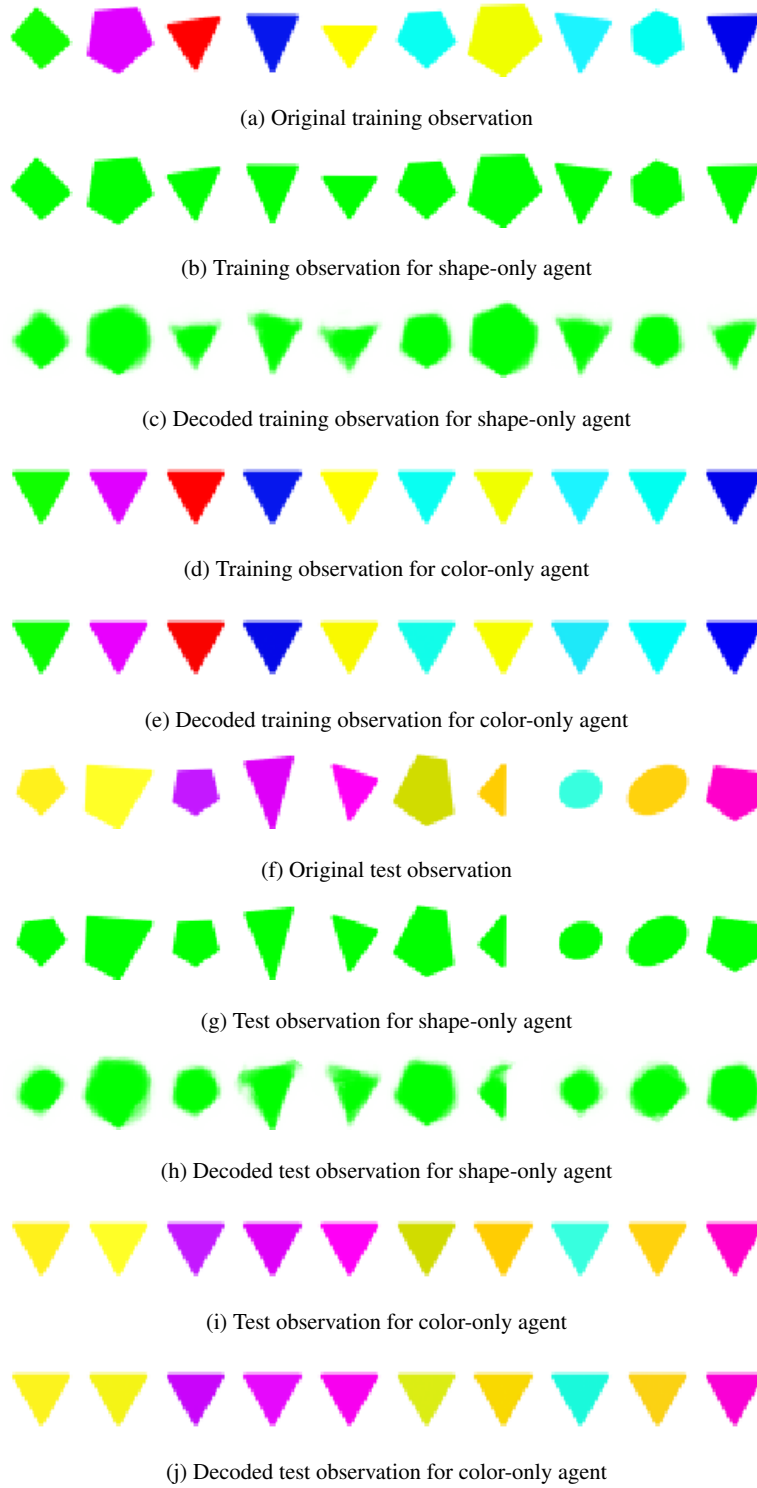 (a) Original training observation
(b) Training observation for shape-only agent
(c) Decoded training observation for shape-only agent
(d) Training observation for color-only agent
(e) Decoded training observation for color-only agent
(f) Original test observation
(g) Test observation for shape-only agent
(h) Decoded test observation for shape-only agent
(i) Test observation for color-only agent
(j) Decoded test observation for color-only agent